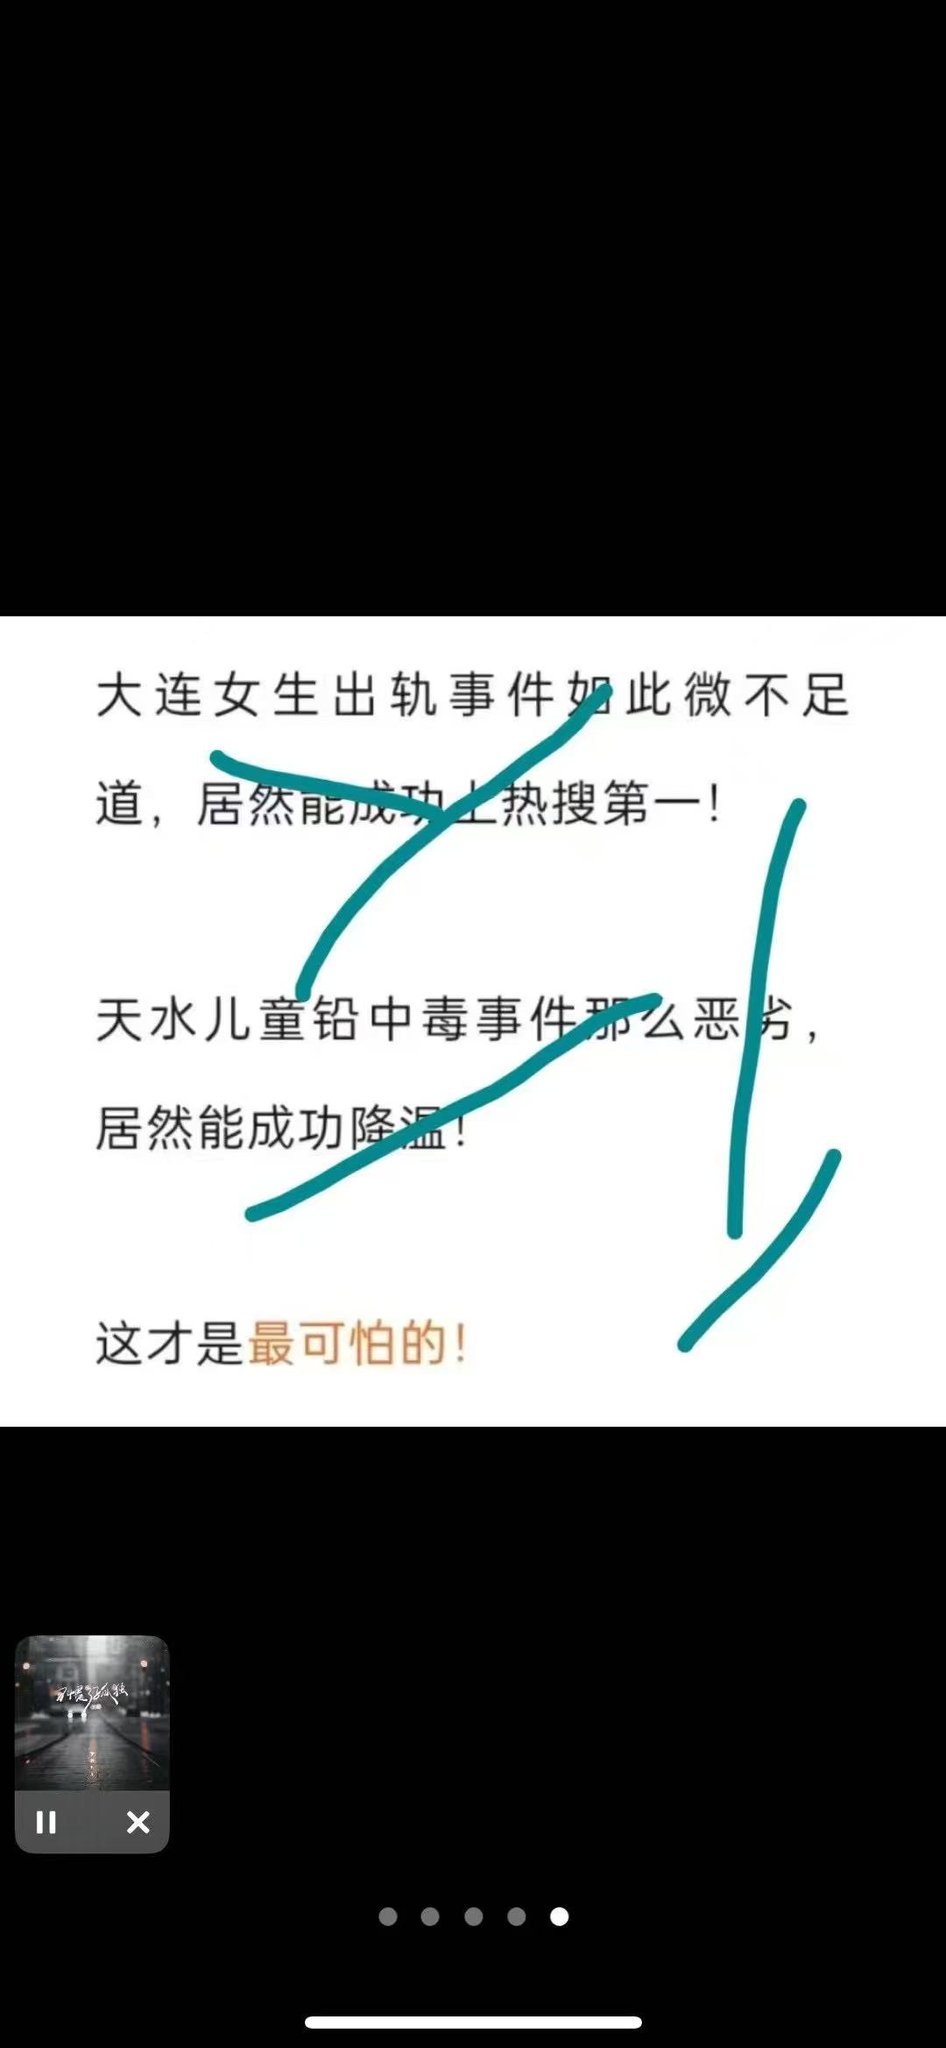 大连女生出轨事件如此微不足
道，居然能成功上热搜第一！
天水儿童铅中毒事件那么恶劣，
居然能成功降温！
这才是最可怕的！